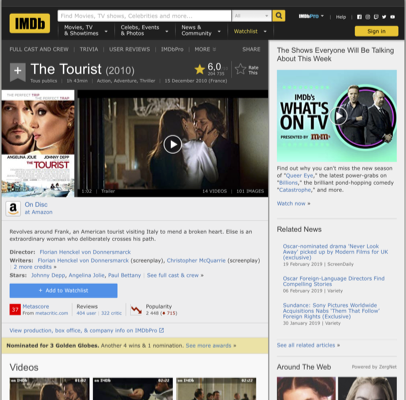 IMDb
Find Movies, TV shows, Celebrities and more...
All
IMDbPro
Help
Movies, TV & Showtimes
Celebs, Events & Photos
News & Community
Watchlist
Sign in
FULL CAST AND CREW | TRIVIA | USER REVIEWS | IMDbPro | MORE
SHARE
The Tourist (2010)
6,0
Rate This
Tous publics | 1h 43min | Action, Adventure, Thriller | 15 December 2010 (France)
THE PERFECT TRIP
ANGELINA JOLIE JOHNNY DEPP
THE TOURIST
2:02 | Trailer
14 VIDEOS | 101 IMAGES
On Disc
at Amazon
Revolves around Frank, an American tourist visiting Italy to mend a broken heart. Elise is an
extraordinary woman who deliberately crosses his path.
Director: Florian Henckel von Donnersmarck
Writers: Florian Henckel von Donnersmarck (screenplay), Christopher McQuarrie (screenplay)
| 2 more credits »
Stars: Johnny Depp, Angelina Jolie, Paul Bettany | See full cast & crew »
+ Add to Watchlist
37
Metascore
From metacritic.com
Reviews
404 user | 322 critic
Popularity
2 448 (715)
View production, box office, & company info on IMDbPro
Nominated for 3 Golden Globes. Another 4 wins & 1 nomination. See more awards »
Videos
The Shows Everyone Will Be Talking
About This Week
IMDb's
WHAT'S
ON TV
PRESENTED BY
Find out why you can't miss the new season
of "Queer Eye," the latest power-grabs on
"Billions," the brilliant pond-hopping comedy
"Catastrophe," and more.
Watch now »
Related News
Oscar-nominated drama 'Never
Look Away' picked up by Modern Films for UK
(exclusive)
19 February 2019 | ScreenDaily
Oscar Foreign-Language Directors Find
Compelling Stories
06 February 2019 | Variety
Sundance: Sony Pictures Worldwide
Acquisitions Nabs 'Them That Follow'
Foreign Rights (Exclusive)
30 January 2019 | Variety
See all related articles »
Around The Web
Powered by ZergNet